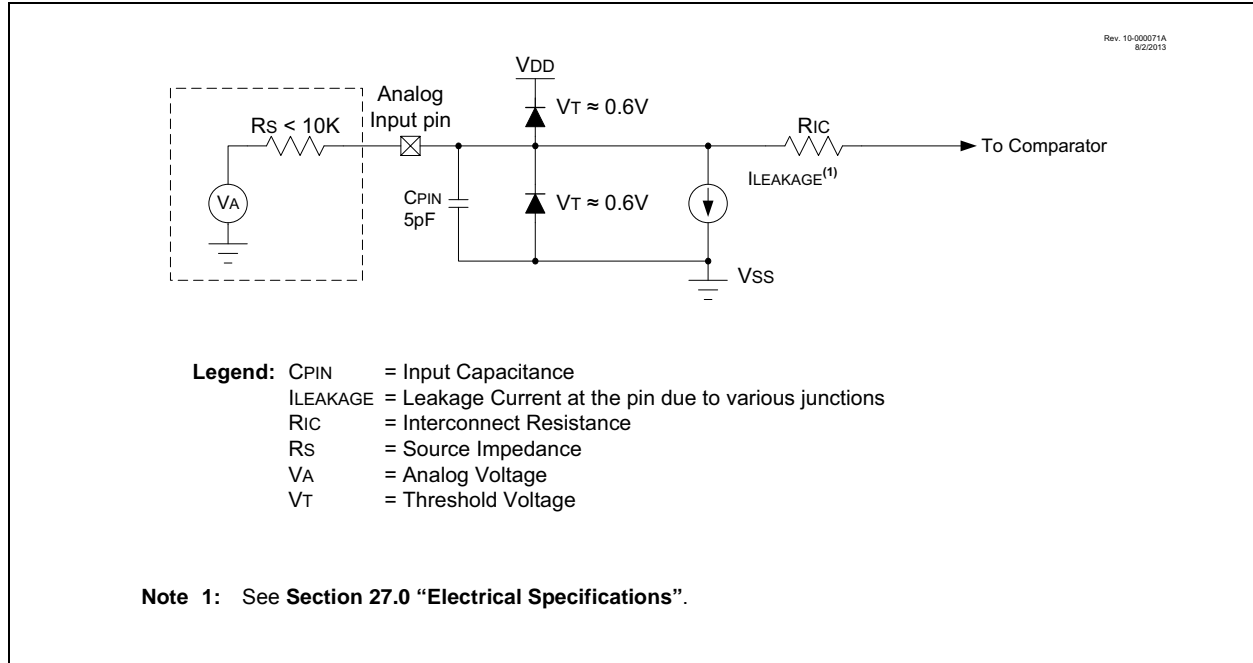 Rev. 10-000071A
8/2/2013
VDD
Analog
Input pin
VT ≈ 0.6V
RS < 10K
RIC
To Comparator
ILEAKAGE(1)
VA
CPIN
5pF
VT ≈ 0.6V
VSS
Legend: CPIN = Input Capacitance
ILEAKAGE = Leakage Current at the pin due to various junctions
RIC = Interconnect Resistance
RS = Source Impedance
VA = Analog Voltage
VT = Threshold Voltage
Note 1: See Section 27.0 “Electrical Specifications”.